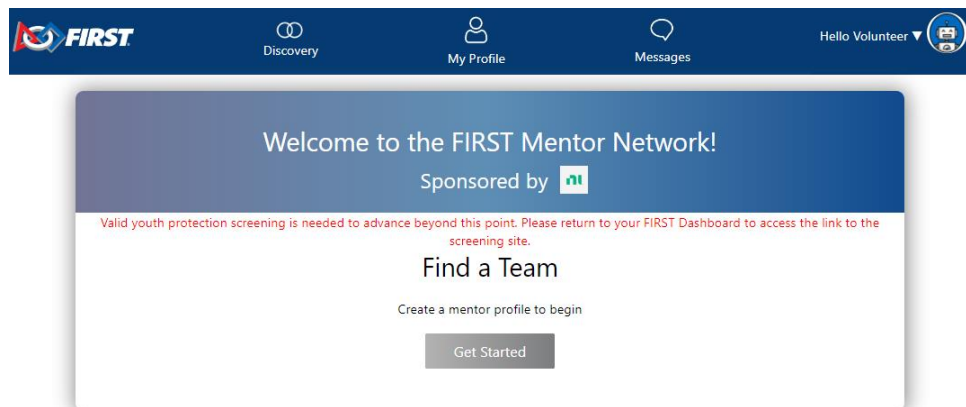 FIRST
Discovery
My Profile
Messages
Hello Volunteer ▼
Welcome to the FIRST Mentor Network!
Sponsored by ni
Valid youth protection screening is needed to advance beyond this point. Please return to your FIRST Dashboard to access the link to the
screening site.
Find a Team
Create a mentor profile to begin
Get Started